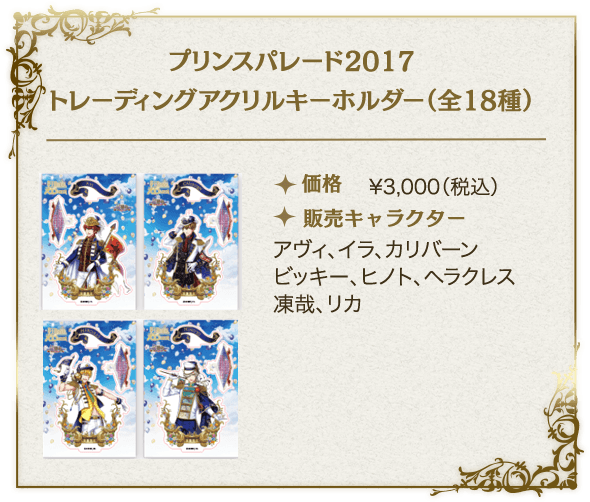 プリンスパレード2017
トレーディングアクリルキーホルダー（全18種）
価格 ¥3,000（税込）
販売キャラクター
アヴィ、イラ、カリバーン
ビッキー、ヒノト、ヘラクレス
凍哉、リカ